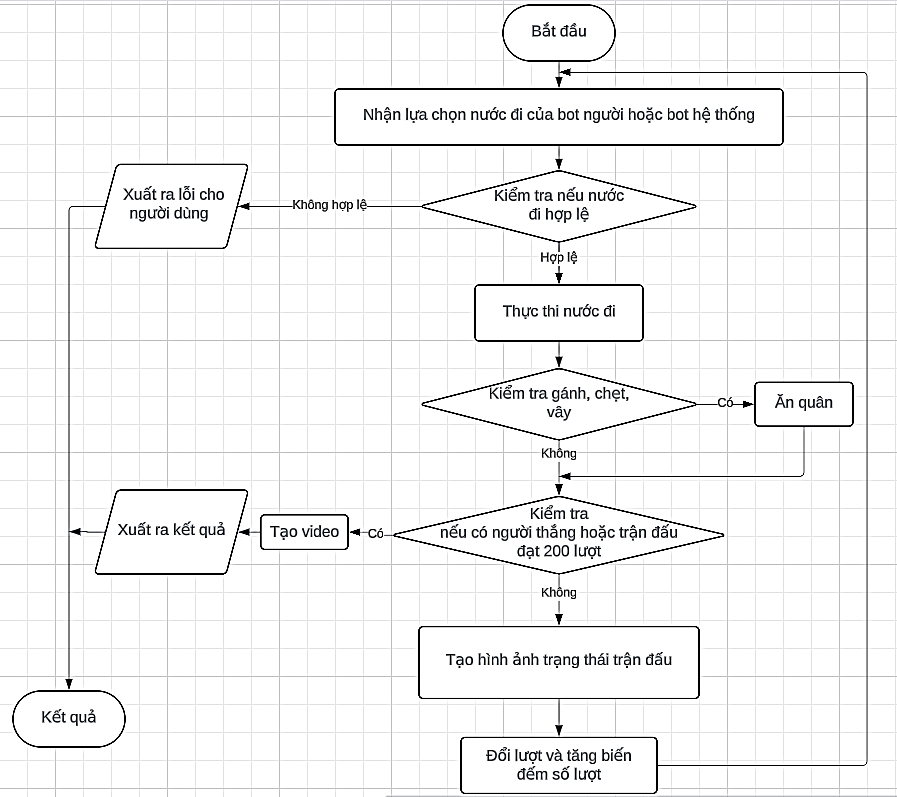 Bắt đầu
Nhận lựa chọn nước đi của bot người hoặc bot hệ thống
Xuất ra lỗi cho
người dùng
Không hợp lệ
Kiểm tra nếu nước
đi hợp lệ
Hợp lệ
Thực thi nước đi
Kiểm tra gánh, chẹt,
vây
Có
Ăn quân
Không
Kiểm tra
nếu có người thắng hoặc trận đấu
đạt 200 lượt
Có
Tạo video
Xuất ra kết quả
Không
Tạo hình ảnh trạng thái trận đấu
Kết quả
Đổi lượt và tăng biến
đếm số lượt